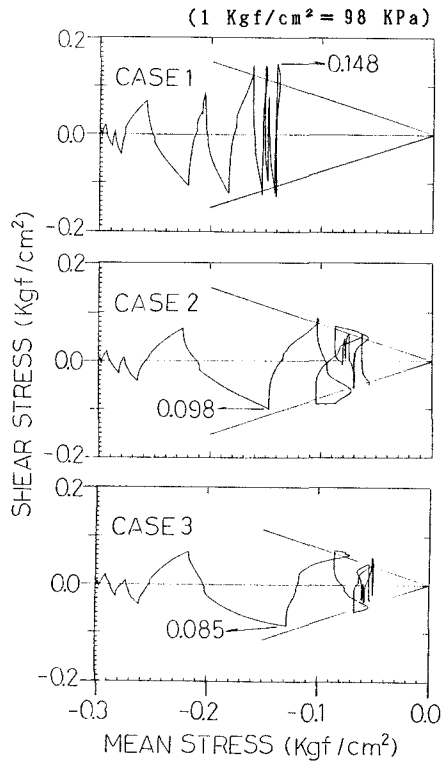 (1 Kgf/cm² = 98 KPa)
0.2
CASE 1
0.148
0.0
-0.2
0.2
CASE 2
0.0
0.098
0.2
0.2
CASE 3
0.0
0.085
-0.2
-0.3
-0.2
-0.1
0.0
SHEAR STRESS (Kgf/cm²)
MEAN STRESS (Kgf/cm²)